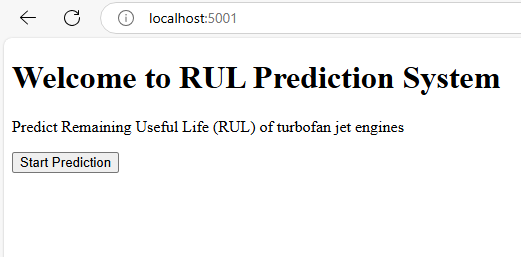 localhost:5001
Welcome to RUL Prediction System
Predict Remaining Useful Life (RUL) of turbofan jet engines
Start Prediction